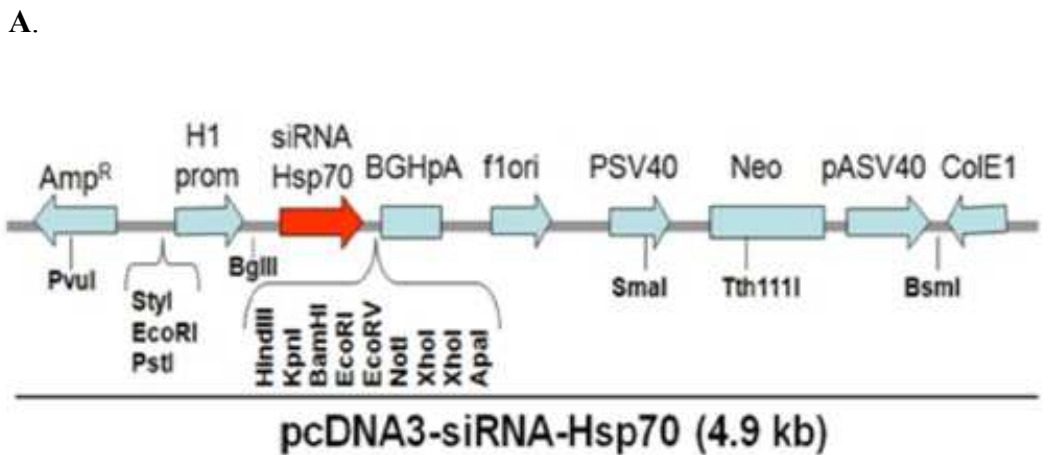 A.
H1 prom
siRNA Hsp70
AmpR
BGHpA
f1ori
PSV40
Neo
pASV40
ColE1
PvuI
StyI
EcoRI
PstI
BglII
HindIII
KpnI
BamHI
EcoRI
EcoRV
NotI
XhoI
XhoI
ApaI
SmaI
Tth111I
BsmI
pcDNA3-siRNA-Hsp70 (4.9 kb)